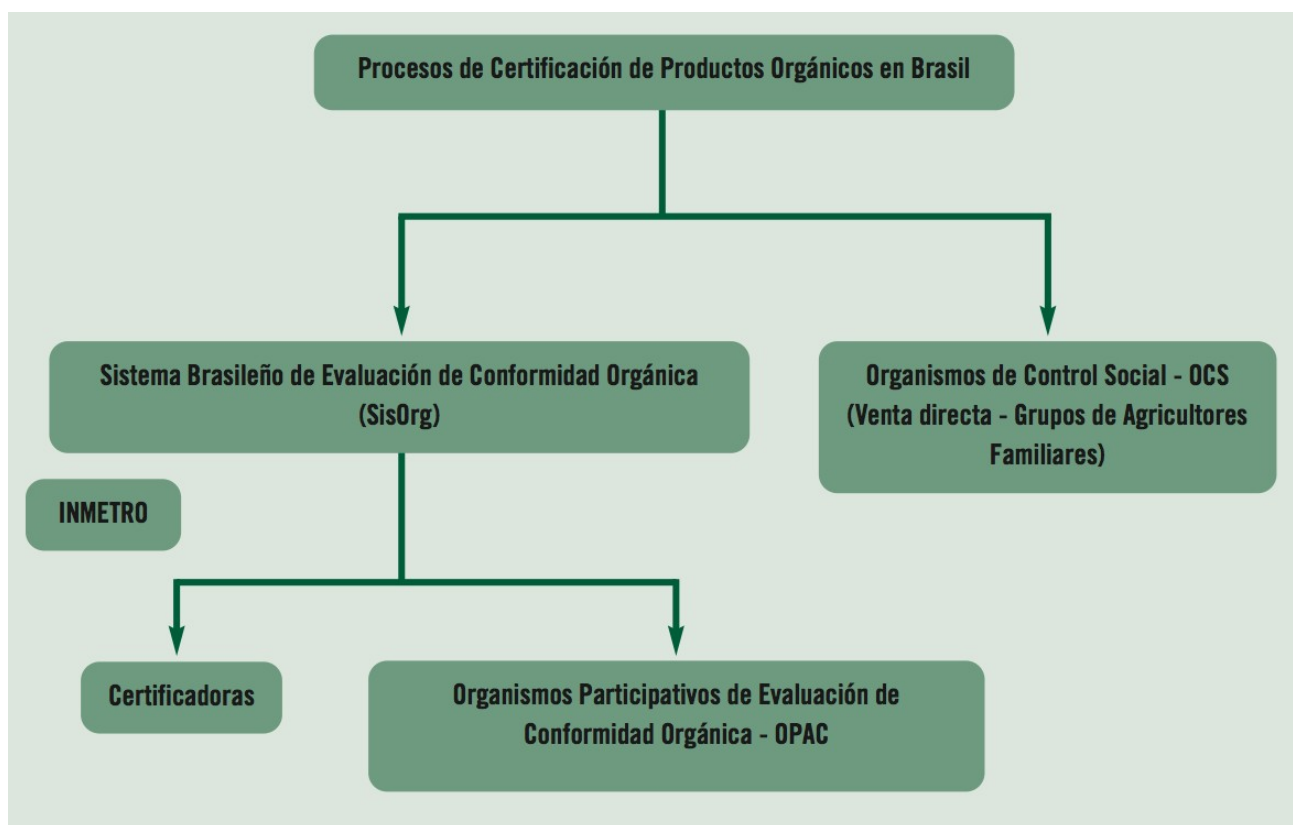 Procesos de Certificación de Productos Orgánicos en Brasil
Sistema Brasileño de Evaluación de Conformidad Orgánica
(SisOrg)
Organismos de Control Social - OCS
(Venta directa - Grupos de Agricultores
Familiares)
INMETRO
Certificadoras
Organismos Participativos de Evaluación de
Conformidad Orgánica - OPAC